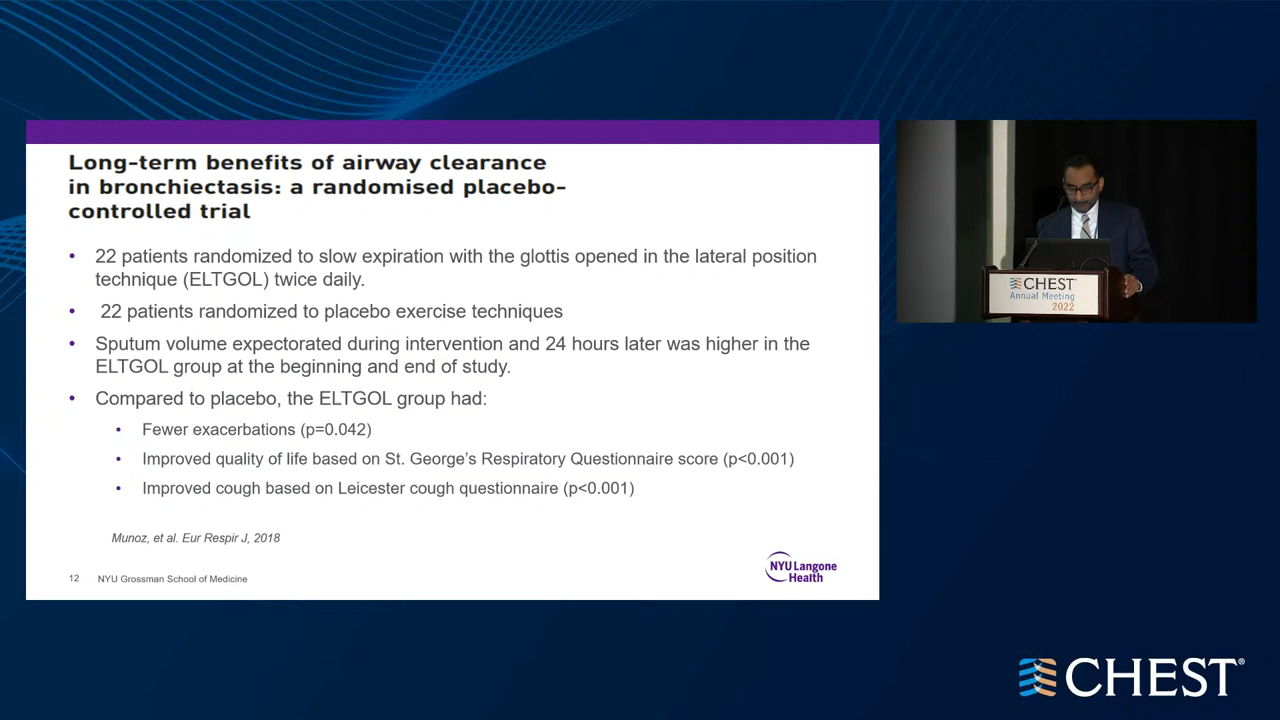 Long-term benefits of airway clearance
in bronchiectasis: a randomised placebo-
controlled trial
• 22 patients randomized to slow expiration with the glottis opened in the lateral position
technique (ELTGOL) twice daily.
• 22 patients randomized to placebo exercise techniques
• Sputum volume expectorated during intervention and 24 hours later was higher in the
ELTGOL group at the beginning and end of study.
• Compared to placebo, the ELTGOL group had:
• Fewer exacerbations (p=0.042)
• Improved quality of life based on St. George's Respiratory Questionnaire score (p<0.001)
• Improved cough based on Leicester cough questionnaire (p<0.001)
Munoz, et al. Eur Respir J, 2018
12 NYU Grossman School of Medicine
NYU Langone
Health
CHEST
Annual Meeting
2022
CHEST®